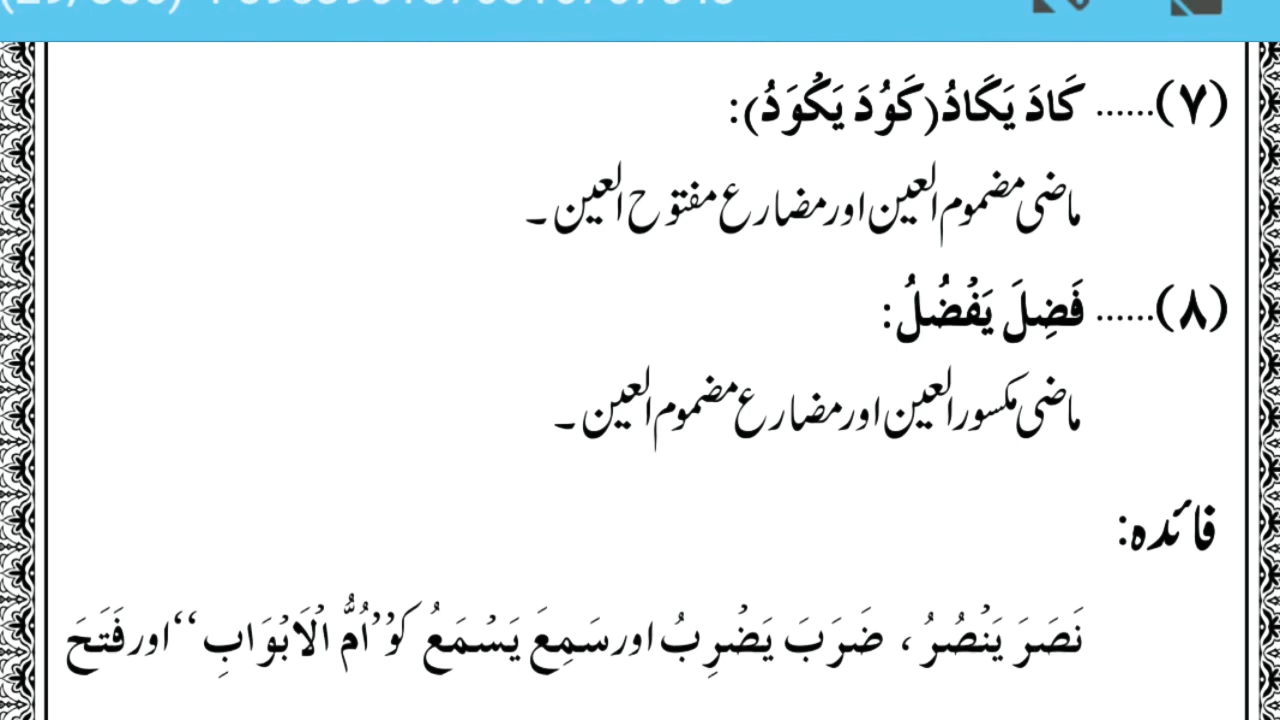 (۷)......كَادَ يَكَادُ(كَوُدَ يَكْوَدُ):
ماضی مضموم العین اور مضارع مفتوح العین ۔
(۸)......فَضِلَ يَفْضُلُ:
ماضی مکسور العین اور مضارع مضموم العین ۔
فائدہ:
نَصَرَ يَنْصُرُ ، ضَرَبَ يَضْرِبُ اور سَمِعَ يَسْمَعُ کو ’’اُمُّ الْاَبْوَابِ‘‘ اور فَتَحَ